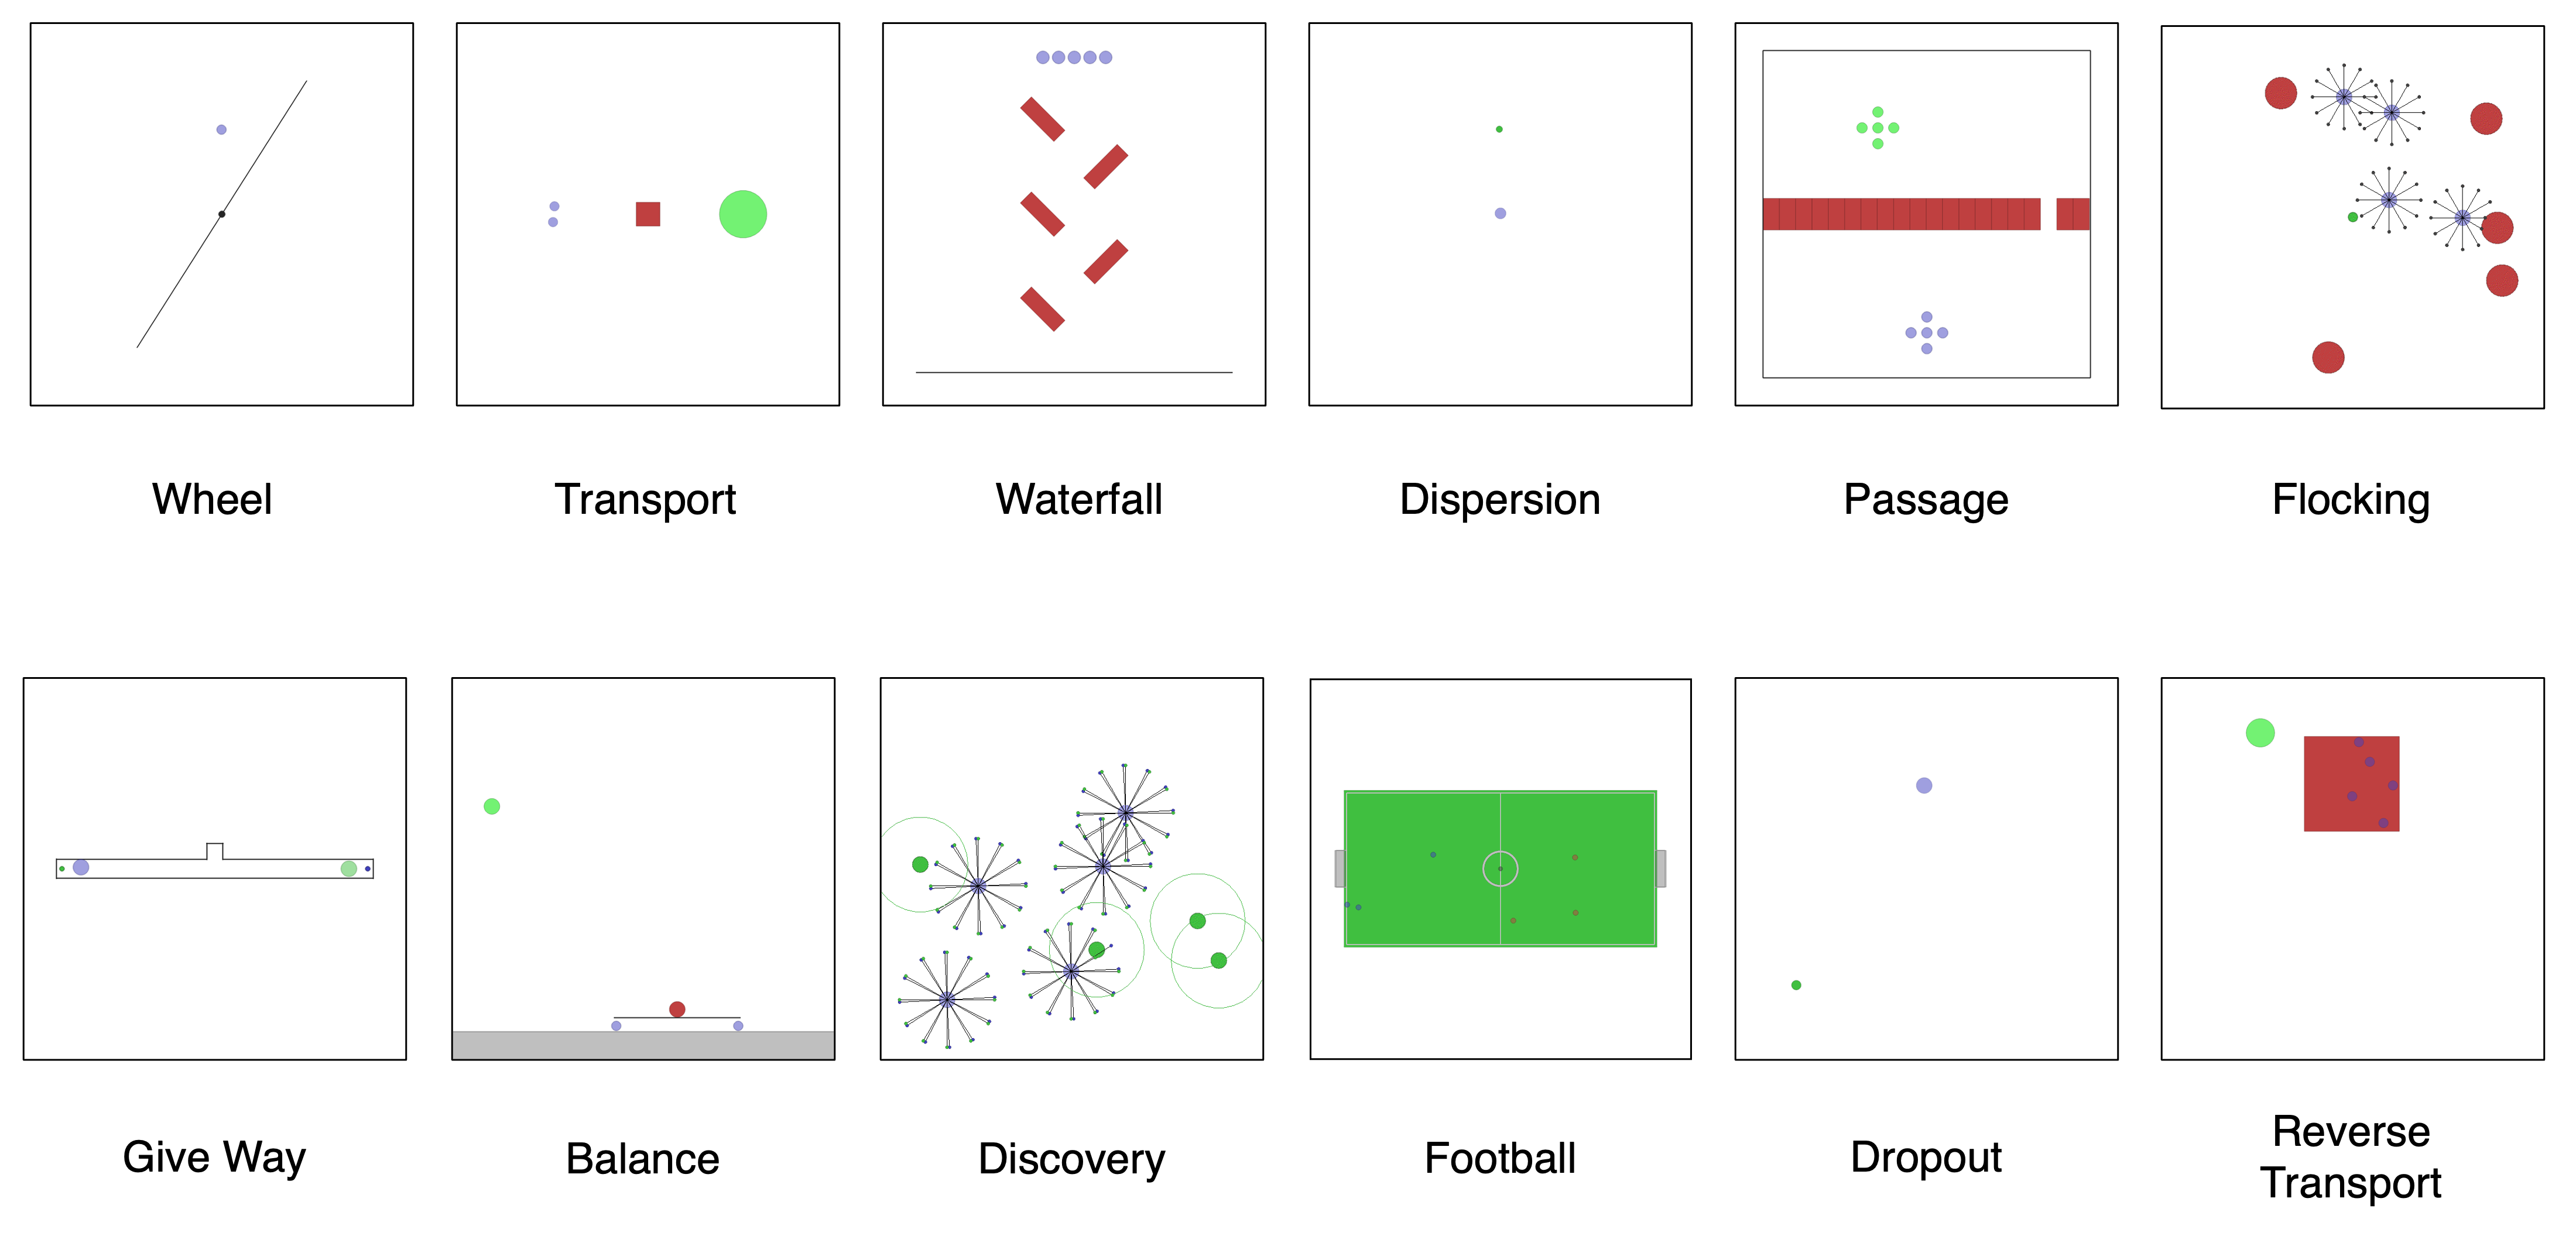 Wheel
Transport
Waterfall
Dispersion
Passage
Flocking
Give Way
Balance
Discovery
Football
Dropout
Reverse
Transport